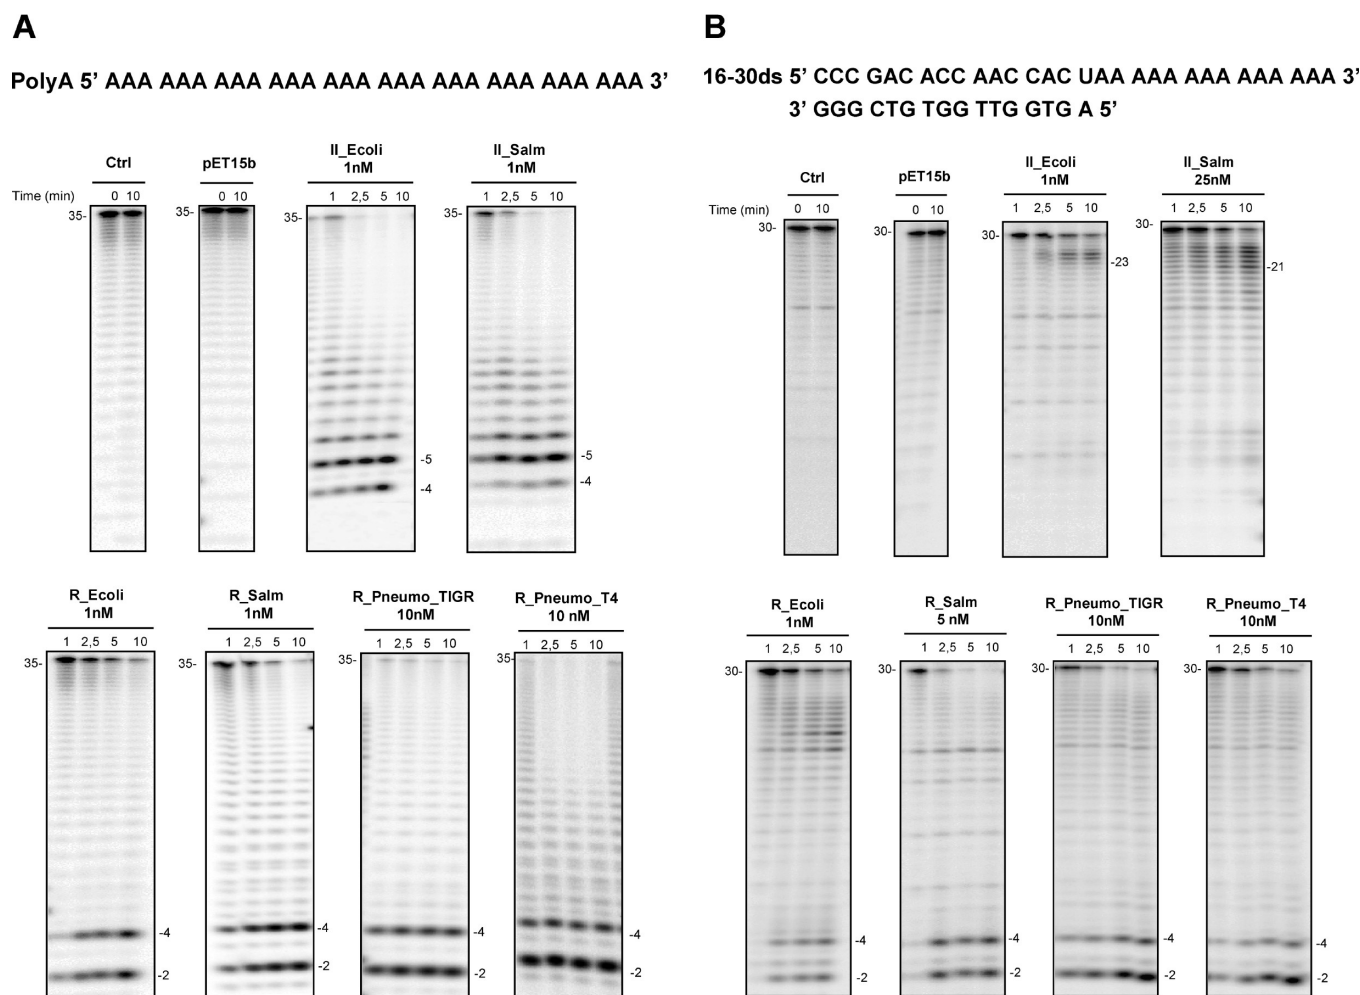 A
B
PolyA 5’ AAA AAA AAA AAA AAA AAA AAA AAA AAA AAA 3’
16-30ds 5’ CCC GAC ACC AAC CAC UAA AAA AAA AAA AAA 3’
3’ GGG CTG TGG TTG GTG A 5’
Ctrl
pET15b
II_Ecoli
1nM
II_Salm
1nM
Time (min)
0 10
0 10
1 2,5 5 10
1 2,5 5 10
35-
35-
35-
35-
-5
-4
-5
-4
Ctrl
pET15b
II_Ecoli
1nM
II_Salm
25nM
Time (min)
0 10
0 10
1 2,5 5 10
1 2,5 5 10
30-
30-
30-
30-
-23
-21
R_Ecoli
1nM
R_Salm
1nM
R_Pneumo_TIGR
10nM
R_Pneumo_T4
10 nM
1 2,5 5 10
1 2,5 5 10
1 2,5 5 10
1 2,5 5 10
35-
35-
35-
35-
-4
-2
-4
-2
-4
-2
-4
-2
R_Ecoli
1nM
R_Salm
5 nM
R_Pneumo_TIGR
10nM
R_Pneumo_T4
10nM
1 2,5 5 10
1 2,5 5 10
1 2,5 5 10
1 2,5 5 10
30-
30-
30-
30-
-4
-2
-4
-2
-4
-2
-4
-2